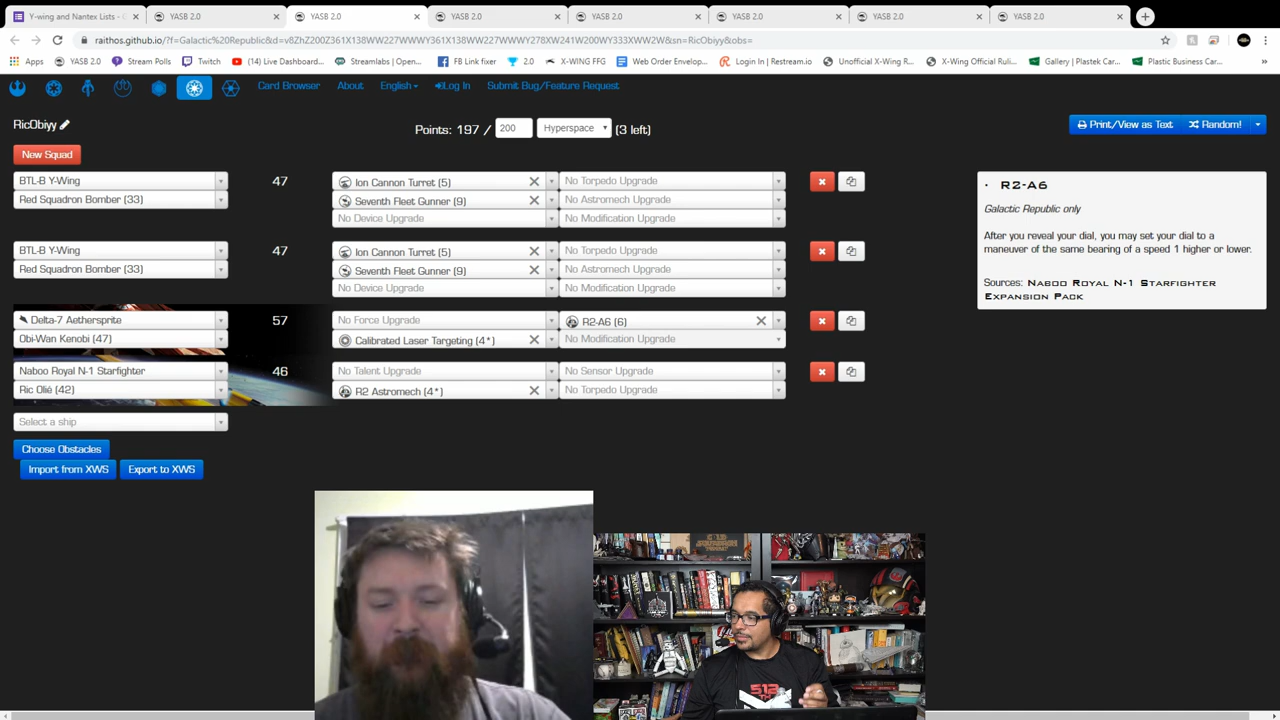 Y-wing and Nantex Lists - G
YASB 2.0
YASB 2.0
YASB 2.0
YASB 2.0
YASB 2.0
YASB 2.0
YASB 2.0
raithos.github.io/?f=Galactic%20Republic&d=v8ZhZ200Z361X138WW227WWWY361X138WW227WWWY278XW241W200WY333XWW2W&sn=RicObiyy&obs=
Apps
YASB 2.0
Stream Polls
Twitch
(14) Live Dashboard...
Streamlabs | Open...
FB Link fixer
2.0
X-WING FFG
Web Order Envelop...
Login In | Restream.io
Unofficial X-Wing R...
X-Wing Official Ruli...
Gallery | Plastek Car...
Plastic Business Car...
»
Card Browser
About
English
Log In
Submit Bug/Feature Request
RicObiyy
Points: 197 / 200 Hyperspace (3 left)
Print/View as Text
Random!
New Squad
BTL-B Y-Wing
47
Ion Cannon Turret (5)
No Torpedo Upgrade
Red Squadron Bomber (33)
Seventh Fleet Gunner (9)
No Astromech Upgrade
No Device Upgrade
No Modification Upgrade
BTL-B Y-Wing
47
Ion Cannon Turret (5)
No Torpedo Upgrade
Red Squadron Bomber (33)
Seventh Fleet Gunner (9)
No Astromech Upgrade
No Device Upgrade
No Modification Upgrade
Delta-7 Aethersprite
57
No Force Upgrade
R2-A6 (6)
Obi-Wan Kenobi (47)
Calibrated Laser Targeting (4*)
No Modification Upgrade
Naboo Royal N-1 Starfighter
46
No Talent Upgrade
No Sensor Upgrade
Ric Olié (42)
R2 Astromech (4*)
No Torpedo Upgrade
Select a ship
Choose Obstacles
Import from XWS
Export to XWS
· R2-A6
Galactic Republic only
After you reveal your dial, you may set your dial to a
maneuver of the same bearing of a speed 1 higher or lower.
Sources: Naboo Royal N-1 Starfighter
Expansion Pack
512